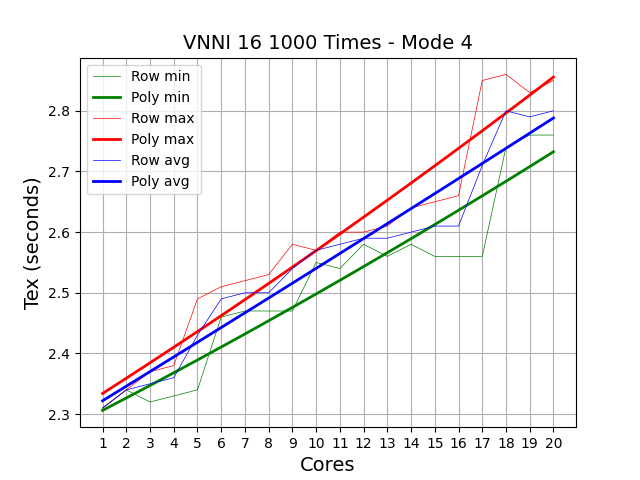 VNNI 16 1000 Times - Mode 4
Row min
Poly min
Row max
Poly max
Row avg
Poly avg
Tex (seconds)
2.8
2.7
2.6
2.5
2.4
2.3
1 2 3 4 5 6 7 8 9 10 11 12 13 14 15 16 17 18 19 20
Cores